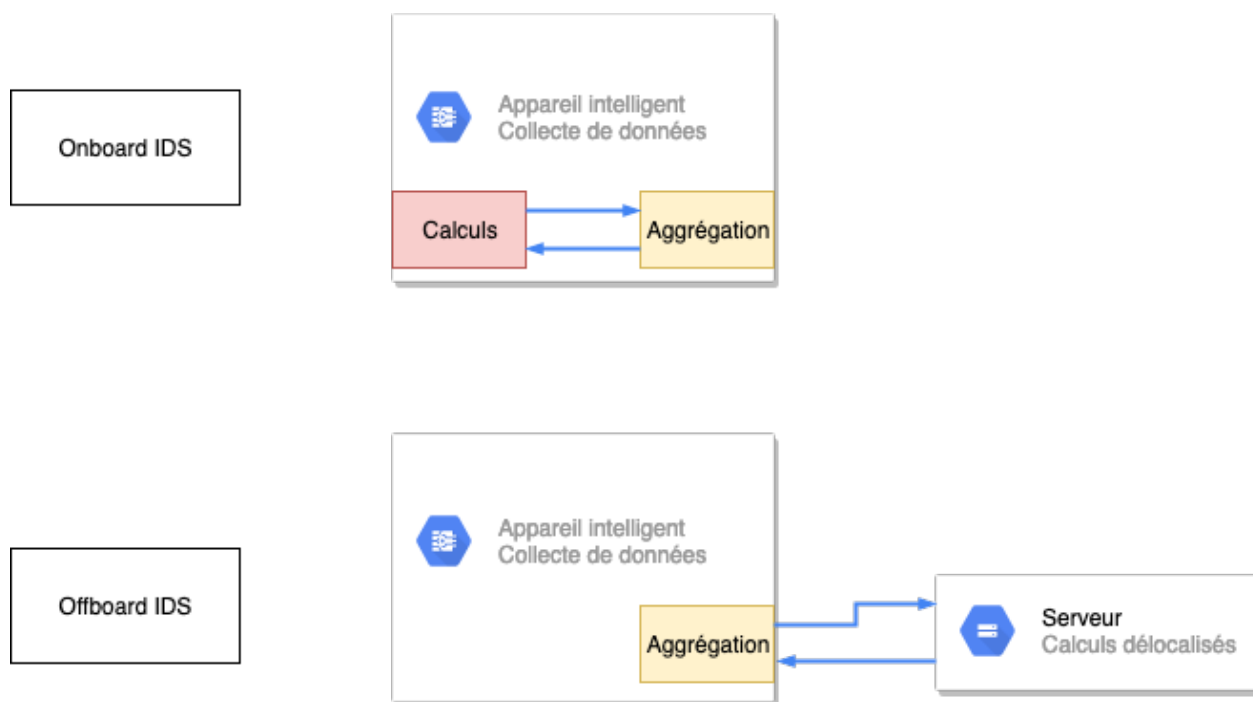 Onboard IDS
Appareil intelligent
Collecte de données
Calculs
Aggrégation
Offboard IDS
Appareil intelligent
Collecte de données
Aggrégation
Serveur
Calculs délocalisés